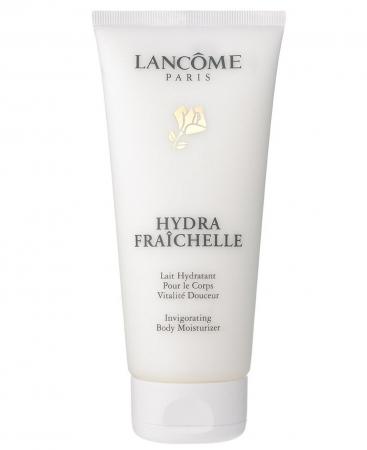 LANCÔME
PARIS
HYDRA
FRAÎCHELLE
Lait Hydratant
Pour le Corps
Vitalité Douceur
Invigorating
Body Moisturizer